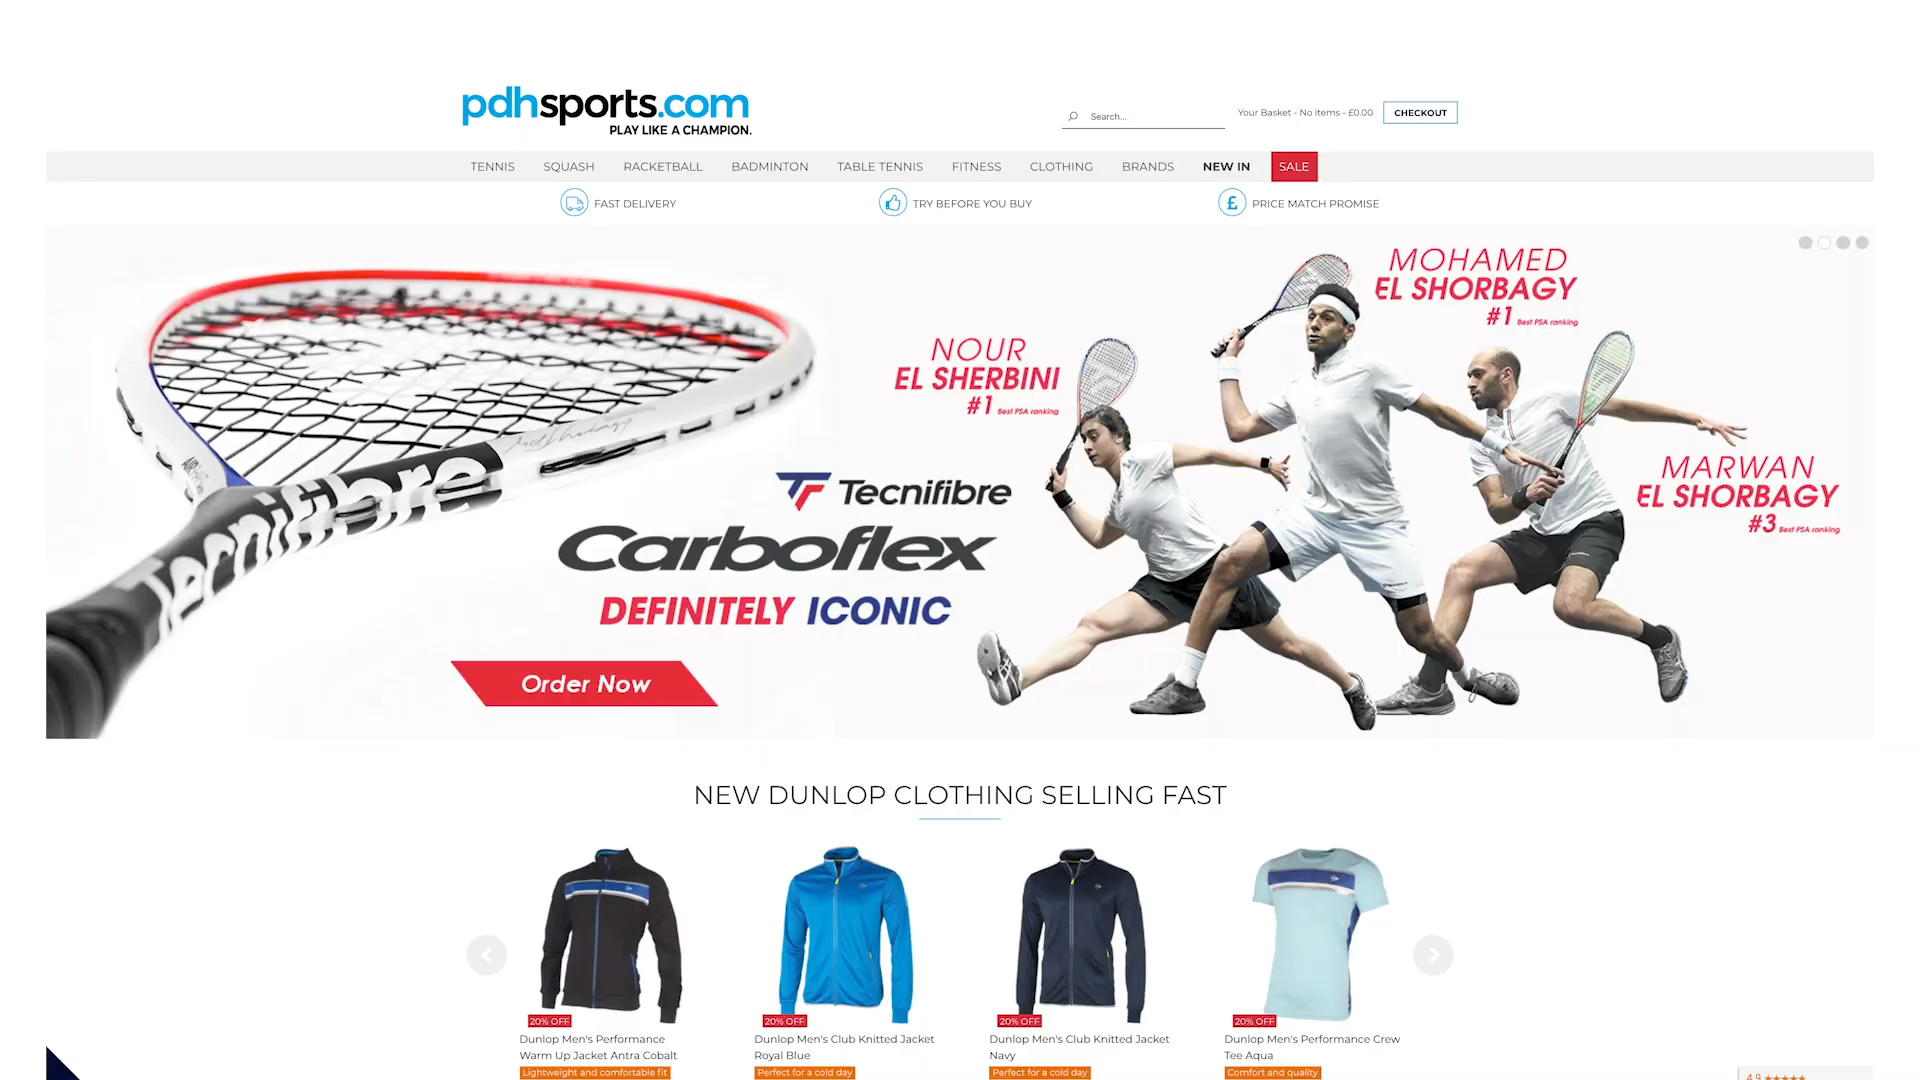 pdhsports.com
PLAY LIKE A CHAMPION.
Search...
Your Basket - No items - £0.00
CHECKOUT
TENNIS SQUASH RACKETBALL BADMINTON TABLE TENNIS FITNESS CLOTHING BRANDS NEW IN SALE
FAST DELIVERY
TRY BEFORE YOU BUY
PRICE MATCH PROMISE
MOHAMED
EL SHORBAGY
#1 Best PSA ranking
NOUR
EL SHERBINI
#1 Best PSA ranking
MARWAN
EL SHORBAGY
#3 Best PSA ranking
Tecnifibre
Tecnifibre
Carboflex
DEFINITELY ICONIC
Order Now
NEW DUNLOP CLOTHING SELLING FAST
20% OFF
Dunlop Men's Performance
Warm Up Jacket Antra Cobalt
Lightweight and comfortable fit
20% OFF
Dunlop Men's Club Knitted Jacket
Royal Blue
Perfect for a cold day
20% OFF
Dunlop Men's Club Knitted Jacket
Navy
Perfect for a cold day
20% OFF
Dunlop Men's Performance Crew
Tee Aqua
Comfort and quality
4.9